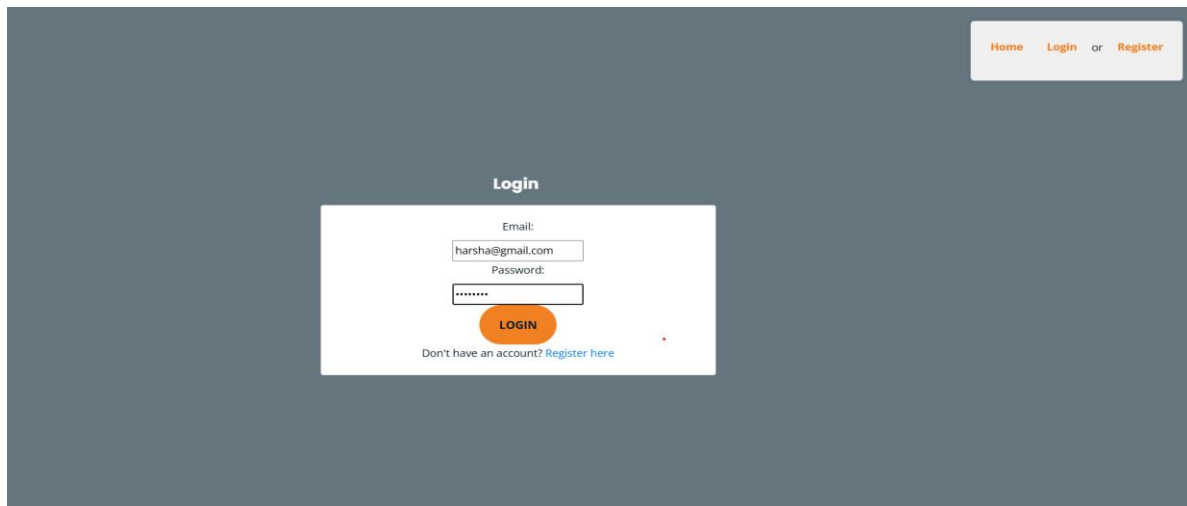 Home Login or Register
Login
Email:
harsha@gmail.com
Password:
••••••••
LOGIN
Don't have an account? Register here